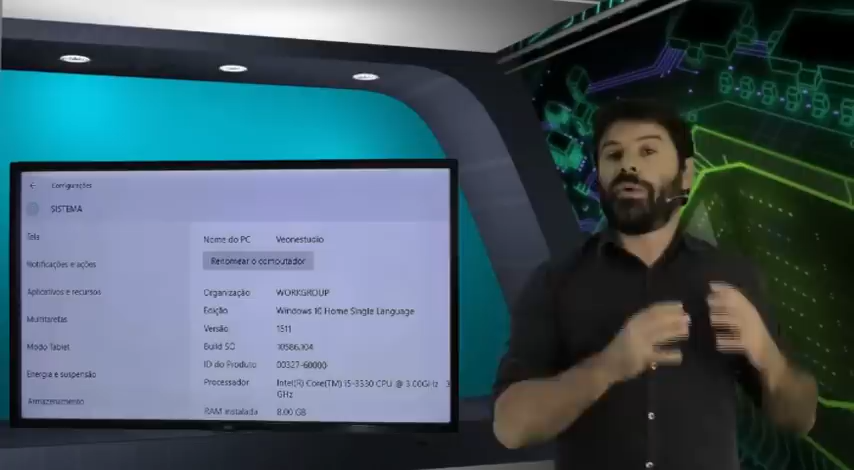 ← Configurações
SISTEMA
Tela
Notificações e ações
Aplicativos e recursos
Multitarefas
Modo Tablet
Energia e suspensão
Armazenamento
Nome do PC Veonestudio
Renomear o computador
Organização WORKGROUP
Edição Windows 10 Home Single Language
Versão 1511
Build SO 10586.104
ID do Produto 00327-60000
Processador Intel(R) Core(TM) i5-3330 CPU @ 3.00GHz 3
GHz
RAM instalada 8.00 GB